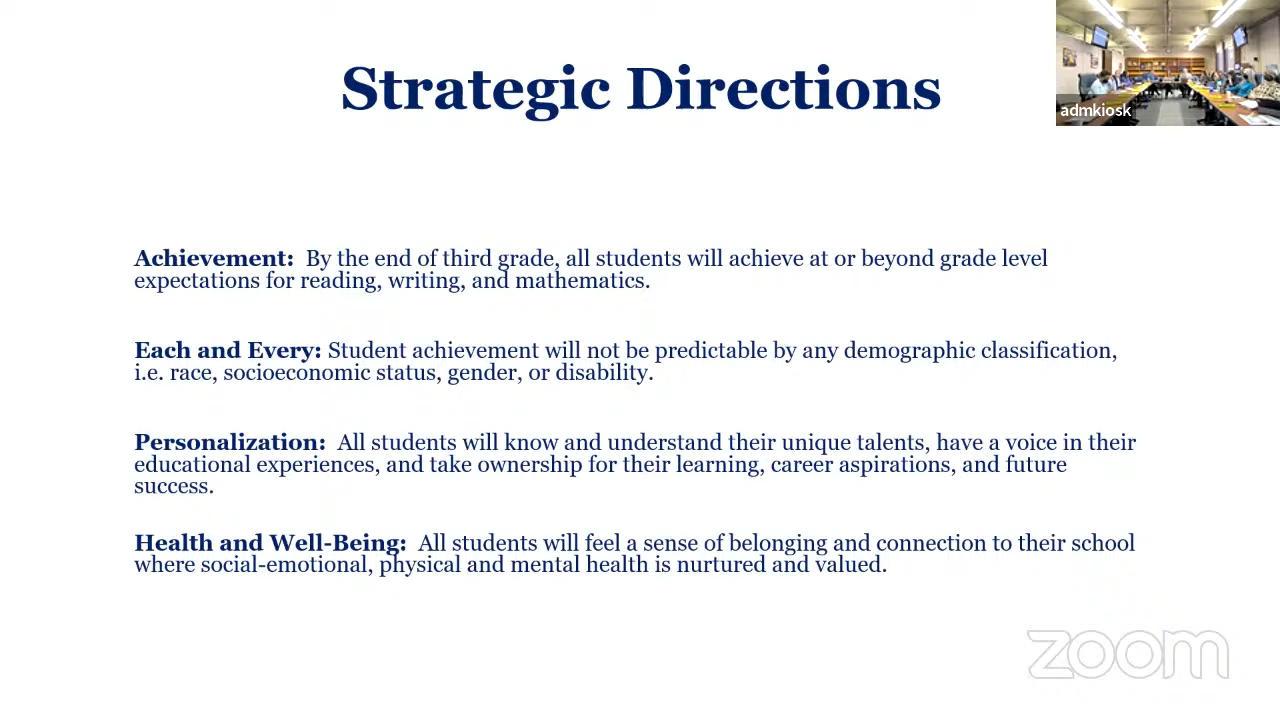 Strategic Directions
admkiosk
Achievement:  By the end of third grade, all students will achieve at or beyond grade level
expectations for reading, writing, and mathematics.
Each and Every: Student achievement will not be predictable by any demographic classification,
i.e. race, socioeconomic status, gender, or disability.
Personalization:  All students will know and understand their unique talents, have a voice in their
educational experiences, and take ownership for their learning, career aspirations, and future
success.
Health and Well-Being:  All students will feel a sense of belonging and connection to their school
where social-emotional, physical and mental health is nurtured and valued.
zoom